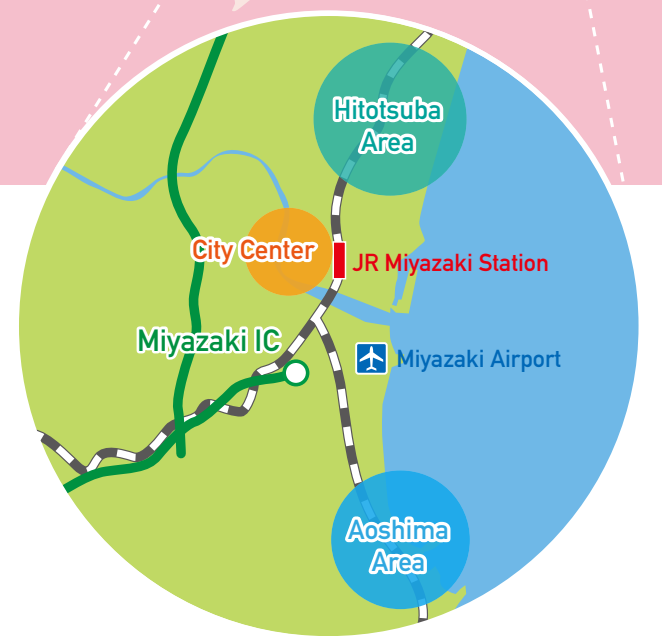 Hitotsuba
Area
City Center
JR Miyazaki Station
Miyazaki IC
Miyazaki Airport
Aoshima
Area